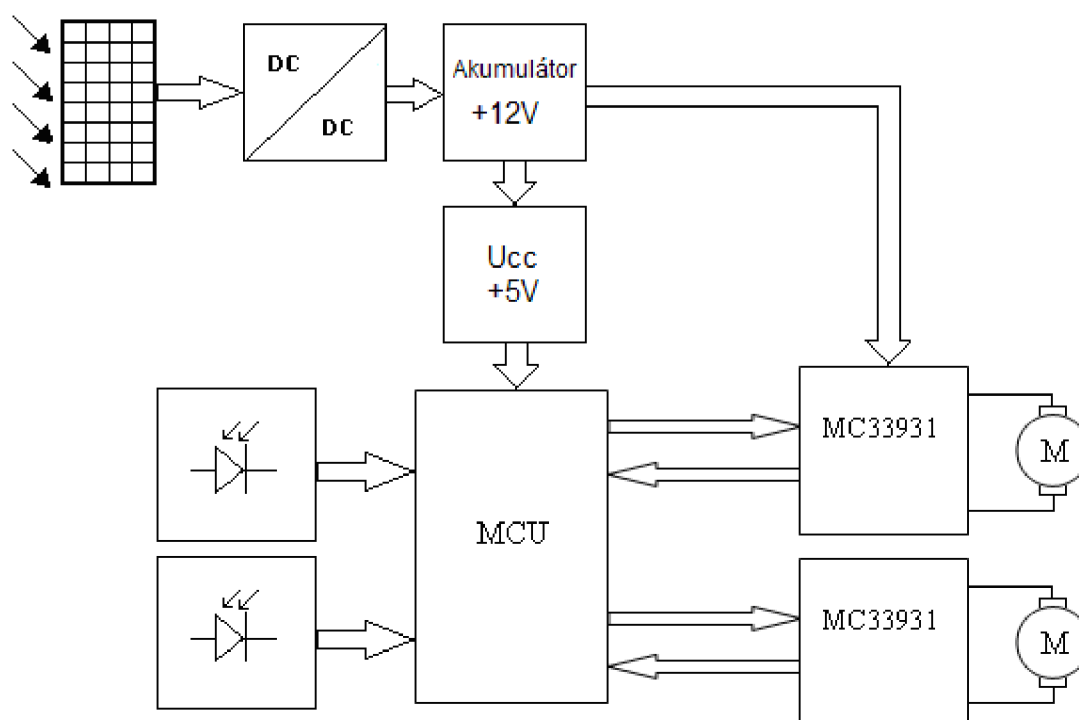 DC
DC
Akumulátor
+12V
Ucc
+5V
MCU
MC33931
M
MC33931
M